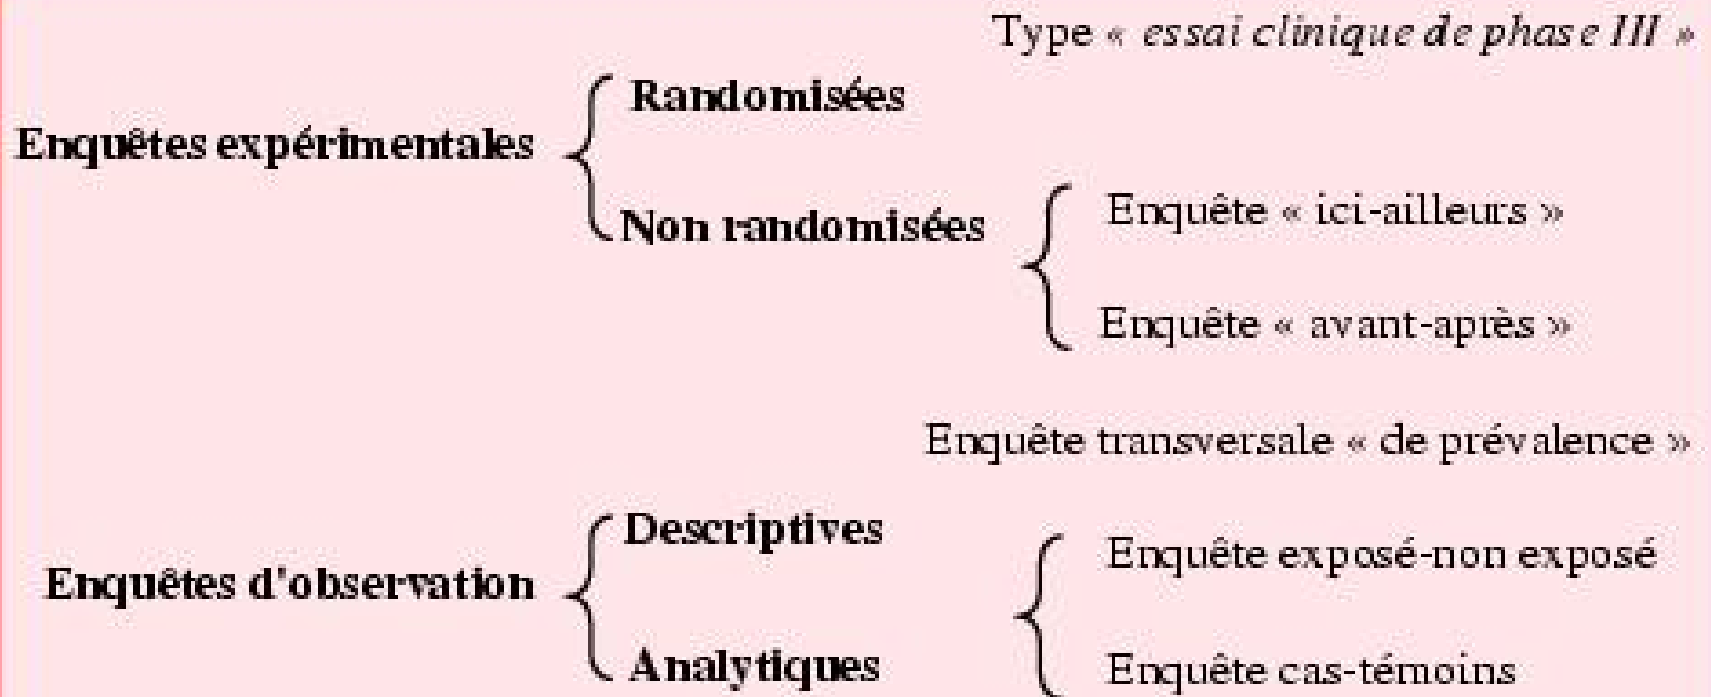 Type « essai clinique de phase III »
Randomisées
Enquêtes expérimentales
Non randomisées
Enquête « ici-ailleurs »
Enquête « avant-après »
Enquête transversale « de prévalence »
Descriptives
Enquêtes d'observation
Enquête exposé-non exposé
Analytiques
Enquête cas-témoins